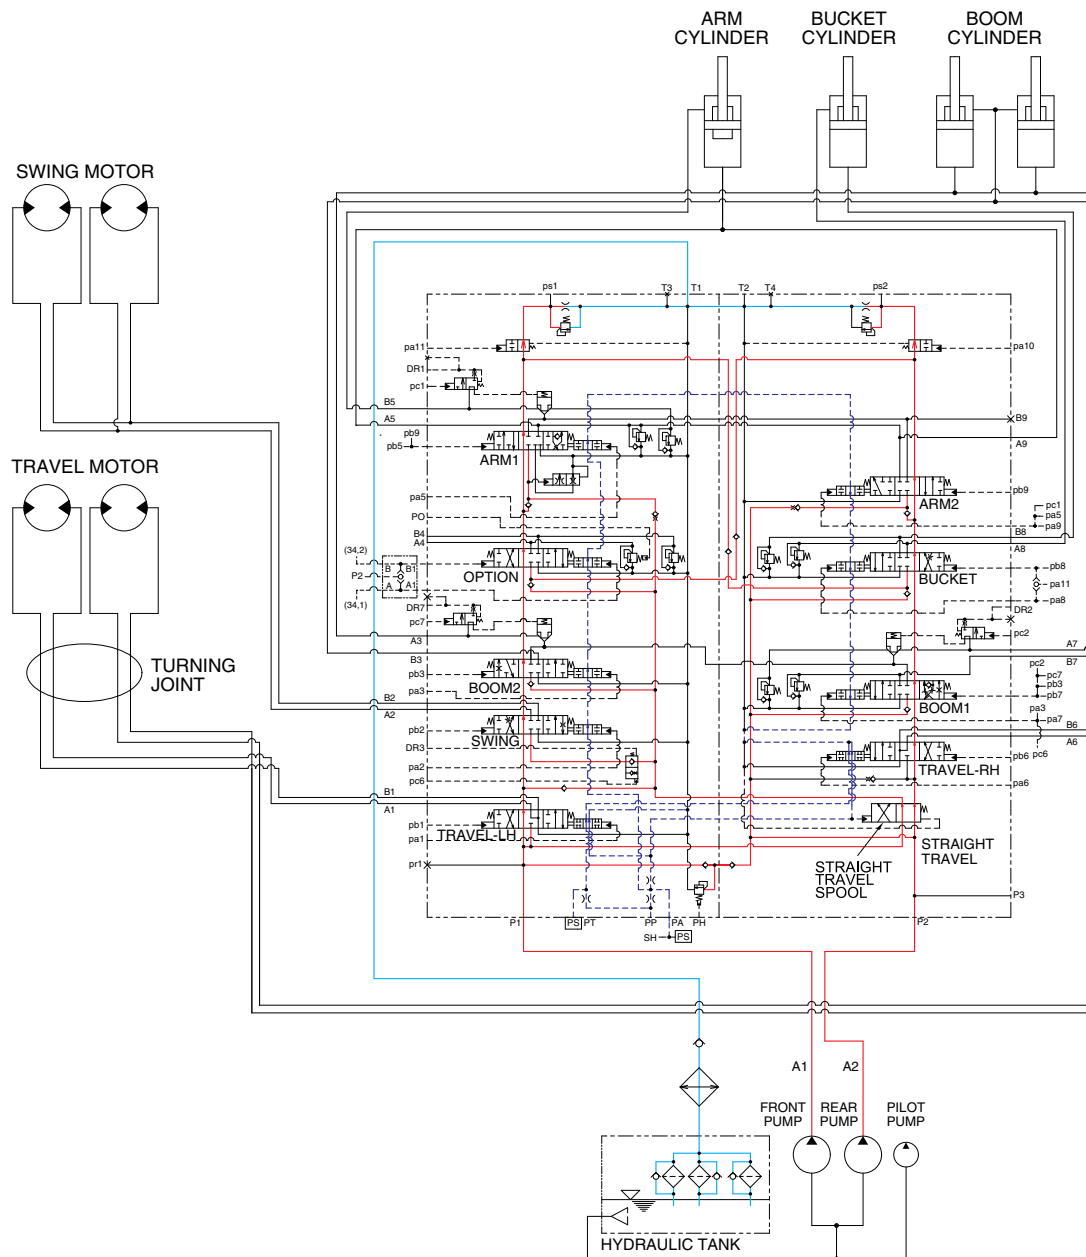 ARM
CYLINDER
BUCKET
CYLINDER
BOOM
CYLINDER
SWING MOTOR
TRAVEL MOTOR
TURNING
JOINT
ps1
T3
T1
T2
T4
ps2
pa11
DR1
pc1
B5
A5
pb9
pb5
ARM1
pa5
PO
B4
A4
(34,2)
P2
B
B1
A
A1
(34,1)
OPTION
DR7
pc7
A3
B3
pb3
pa3
BOOM2
B2
A2
pb2
SWING
DR3
pa2
pc6
B1
A1
pb1
TRAVEL-LH
pa1
pr1
pa10
B9
A9
pb9
ARM2
pc1
pa5
pa9
B8
A8
BUCKET
pb8
pa11
pa8
DR2
pc2
A7
B7
pc2
pc7
pb3
pb7
BOOM1
pa3
pa7
B6
A6
pc6
pb6
TRAVEL-RH
pa6
STRAIGHT
TRAVEL
STRAIGHT
TRAVEL
SPOOL
P3
P1
PS
PT
PP
PA
PH
P2
SH
PS
A1
A2
FRONT
PUMP
REAR
PUMP
PILOT
PUMP
HYDRAULIC TANK